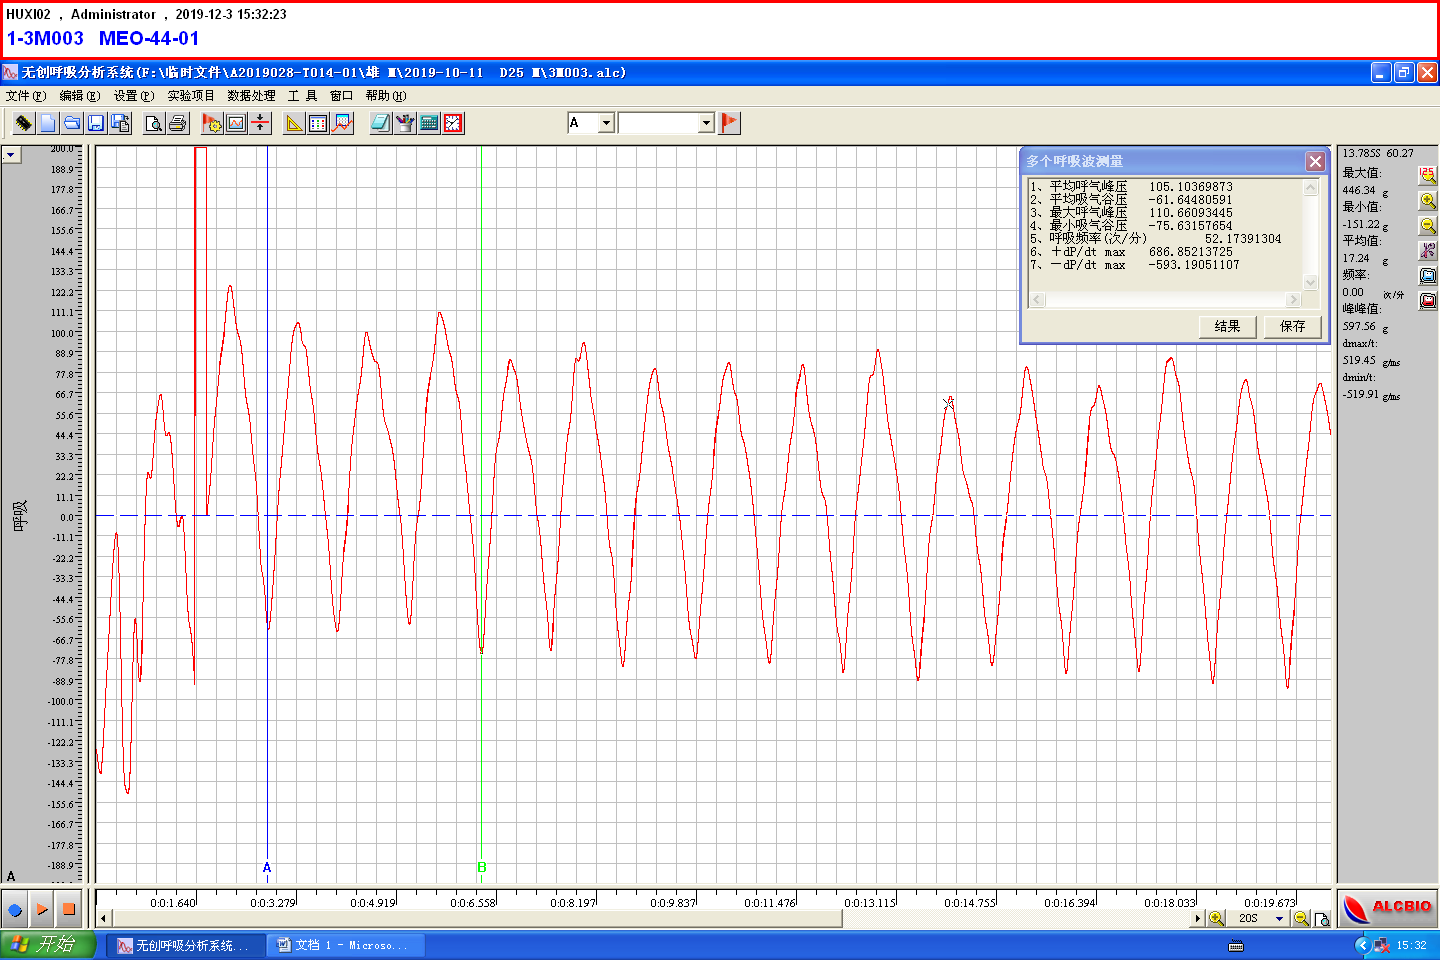 HUXI02 , Administrator , 2019-12-3 15:32:23
1-3M003 MEO-44-01
无创呼吸分析系统(F:\临时文件\A2019028-T014-01\雄 M\2019-10-11 D25 M\3M003.alc)
文件(F) 编辑(E) 设置(P) 实验项目 数据处理 工 具 窗口 帮助(H)
A
200.0
188.9
177.8
166.7
155.6
144.4
133.3
122.2
111.1
100.0
88.9
77.8
66.7
55.6
44.4
33.3
22.2
11.1
0.0
-11.1
-22.2
-33.3
-44.4
-55.6
-66.7
-77.8
-88.9
-100.0
-111.1
-122.2
-133.3
-144.4
-155.6
-166.7
-177.8
-188.9
呼吸
A
A
B
多个呼吸波测量
1、平均呼气峰压 105.10369873
2、平均吸气谷压 -61.64480591
3、最大呼气峰压 110.66093445
4、最小吸气谷压 -75.63157654
5、呼吸频率(次/分) 52.17391304
6、＋dP/dt max 686.85213725
7、－dP/dt max -593.19051107
结果 保存
13.785S 60.27
最大值:
446.34 g
最小值:
-151.22 g
平均值:
17.24 g
频率:
0.00 次/分
峰峰值:
597.56 g
dmax/t:
519.45 g/ms
dmin/t:
-519.91 g/ms
0:0:1.640 0:0:3.279 0:0:4.919 0:0:6.558 0:0:8.197 0:0:9.837 0:0:11.476 0:0:13.115 0:0:14.755 0:0:16.394 0:0:18.033 0:0:19.673
20S
ALCBIO
开始 无创呼吸分析系统... 文档 1 - Microso... 15:32